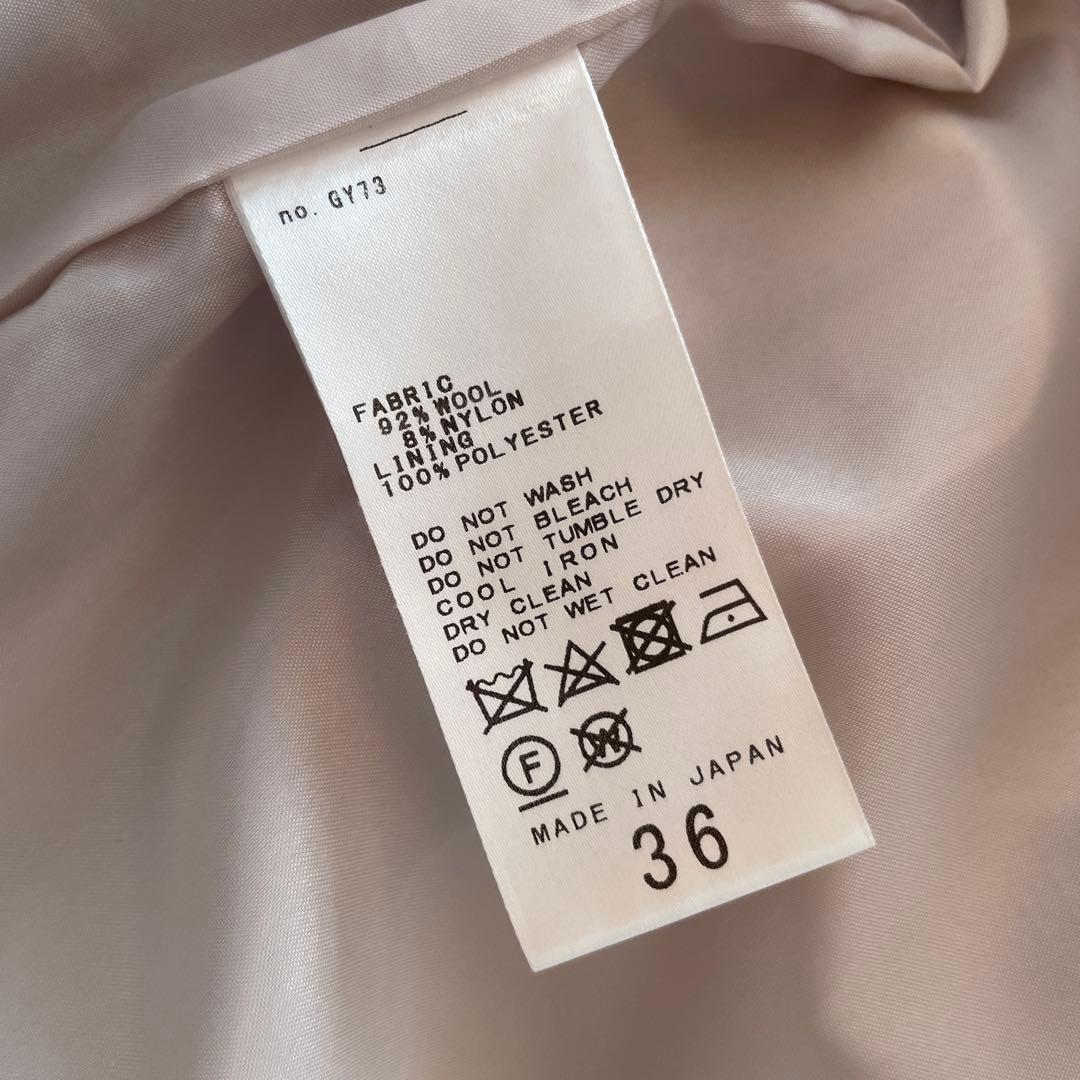 no. GY73
FABRIC
92% WOOL
8% NYLON
LINING
100% POLYESTER
DO NOT WASH
DO NOT BLEACH
DO NOT TUMBLE DRY
COOL IRON
DRY CLEAN
DO NOT WET CLEAN
F W
MADE IN JAPAN
36